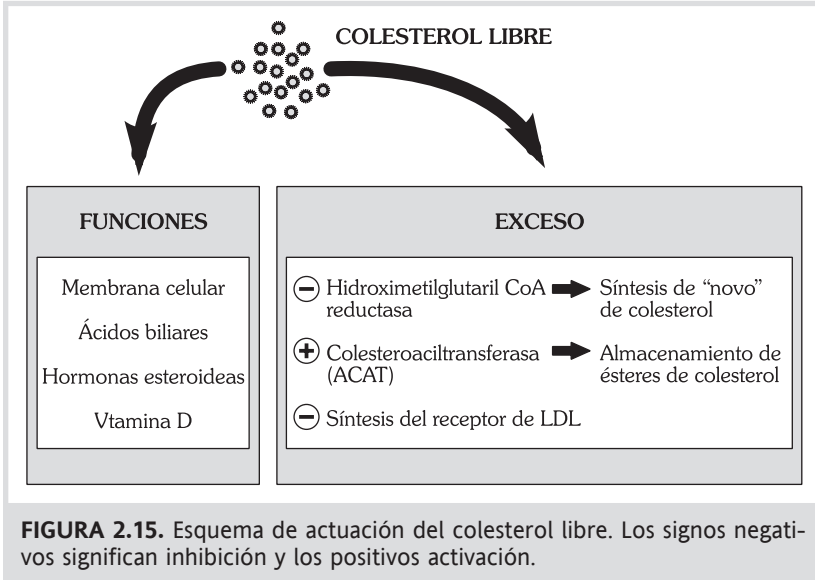 COLESTEROL LIBRE
FUNCIONES
Membrana celular
Ácidos biliares
Hormonas esteroideas
Vtamina D
EXCESO
− Hidroximetilglutaril CoA
reductasa
Síntesis de “novo”
de colesterol
+ Colesteroaciltransferasa
(ACAT)
Almacenamiento de
ésteres de colesterol
− Síntesis del receptor de LDL
FIGURA 2.15. Esquema de actuación del colesterol libre. Los signos negati-
vos significan inhibición y los positivos activación.